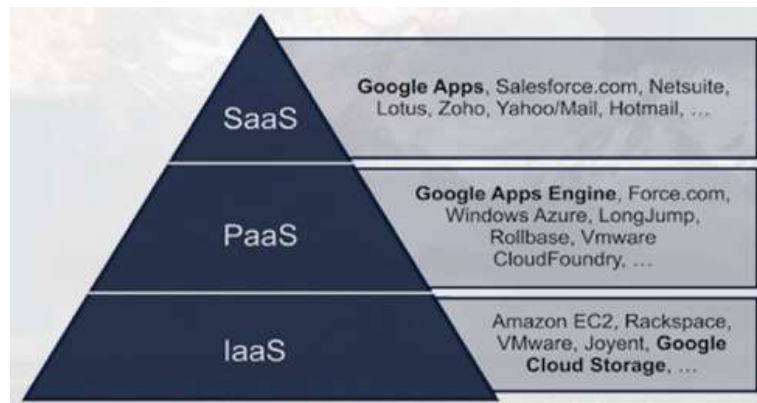 SaaS
Google Apps, Salesforce.com, Netsuite,
Lotus, Zoho, Yahoo/Mail, Hotmail, …
PaaS
Google Apps Engine, Force.com,
Windows Azure, LongJump,
Rollbase, Vmware
CloudFoundry, …
IaaS
Amazon EC2, Rackspace,
VMware, Joyent, Google
Cloud Storage, …